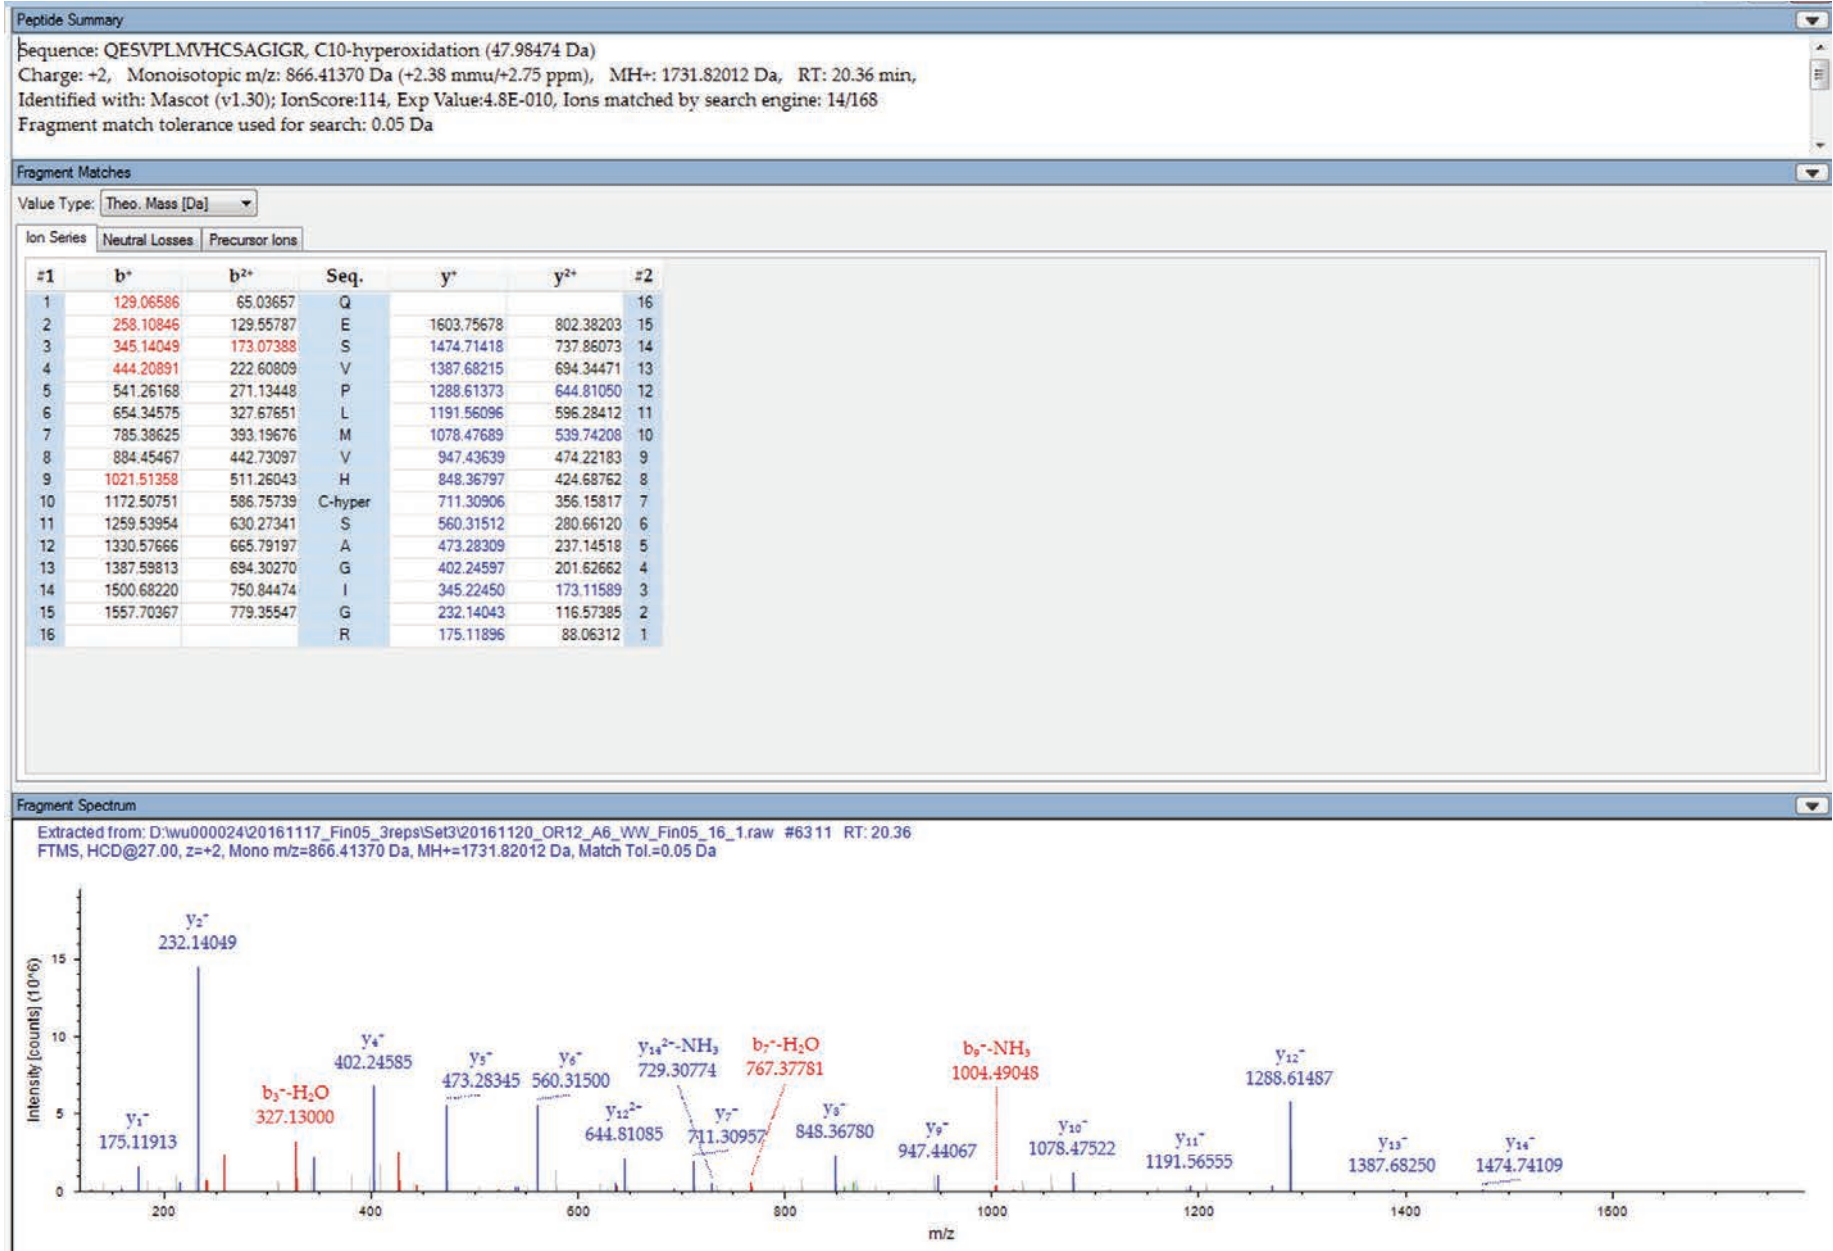 Peptide Summary
Sequence: QESVPLMVHCSAGIGR, C10-hyperoxidation (47.98474 Da)
Charge: +2, Monoisotopic m/z: 866.41370 Da (+2.38 mmu/+2.75 ppm), MH+: 1731.82012 Da, RT: 20.36 min,
Identified with: Mascot (v1.30); IonScore:114, Exp Value:4.8E-010, Ions matched by search engine: 14/168
Fragment match tolerance used for search: 0.05 Da
Fragment Matches
Value Type: Theo. Mass [Da]
Ion Series Neutral Losses Precursor Ions
#1 b⁺ b²⁺ Seq. y⁺ y²⁺ #2
1 129.06586 65.03657 Q 16
2 258.10846 129.55787 E 1603.75678 802.38203 15
3 345.14049 173.07388 S 1474.71418 737.86073 14
4 444.20891 222.60809 V 1387.68215 694.34471 13
5 541.26168 271.13448 P 1288.61373 644.81050 12
6 654.34575 327.67651 L 1191.56096 596.28412 11
7 785.38625 393.19676 M 1078.47689 539.74208 10
8 884.45467 442.73097 V 947.43639 474.22183 9
9 1021.51358 511.26043 H 848.36797 424.68762 8
10 1172.50751 586.75739 C-hyper 711.30906 356.15817 7
11 1259.53954 630.27341 S 560.31512 280.66120 6
12 1330.57666 665.79197 A 473.28309 237.14518 5
13 1387.59813 694.30270 G 402.24597 201.62662 4
14 1500.68220 750.84474 I 345.22450 173.11589 3
15 1557.70367 779.35547 G 232.14043 116.57385 2
16 R 175.11896 88.06312 1
Fragment Spectrum
Extracted from: D:\wu000024\20161117_Fin05_3reps\Set3\20161120_OR12_A6_WW_Fin05_16_1.raw #6311 RT: 20.36
FTMS, HCD@27.00, z=+2, Mono m/z=866.41370 Da, MH+=1731.82012 Da, Match Tol.=0.05 Da
Intensity [counts] (10^6)
15
10
5
0
y₁⁺
175.11913
y₂⁺
232.14049
b₃⁺-H₂O
327.13000
y₄⁺
402.24585
y₅⁺
473.28345
y₆⁺
560.31500
y₁₂²⁺
644.81085
y₁₄²⁺-NH₃
729.30774
y₇⁺
711.30957
b₇⁺-H₂O
767.37781
y₈⁺
848.36780
y₉⁺
947.44067
b₉⁺-NH₃
1004.49048
y₁₀⁺
1078.47522
y₁₁⁺
1191.56555
y₁₂⁺
1288.61487
y₁₃⁺
1387.68250
y₁₄⁺
1474.74109
200 400 600 800 1000 1200 1400 1600
m/z